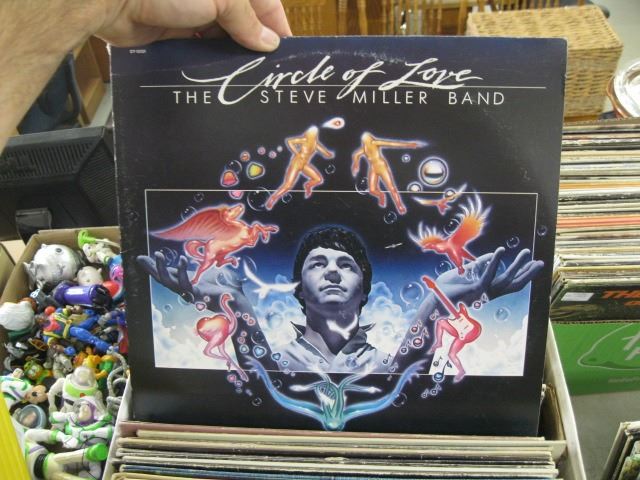 Circle of Love
THE STEVE MILLER BAND